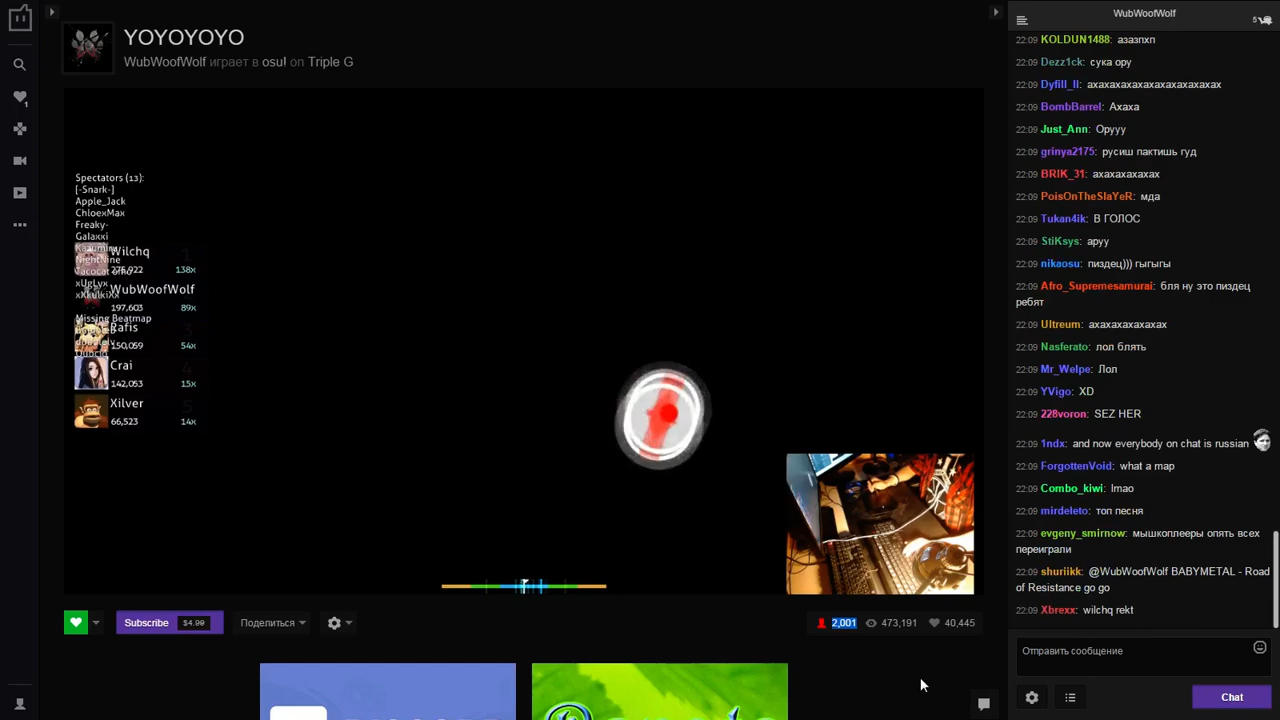 YOYOYOYO
WubWoofWolf играет в osu! on Triple G
Spectators (13):
[-Snark-]
Apple_Jack
ChloexMax
Freaky-
Galaxxi
NightNine
xUgLyx
Missing Beatmap
Wilchq
1
138x
WubWoofWolf
197,603
89x
Rafis
3
150,059
54x
Crai
4
142,053
15x
Xilver
5
66,523
14x
Subscribe
$4.99
Поделиться
2,001
473,191
40,445
WubWoofWolf
5
22:09 KOLDUN1488: азазпхп
22:09 Dezz1ck: сука ору
22:09 Dyfill_II: ахахахахахахахахахахах
22:09 BombBarrel: Ахаха
22:09 Just_Ann: Оруyy
22:09 grinya2175: русиш пактишь гуд
22:09 BRIK_31: ахахахахахах
22:09 PoisOnTheSlaYeR: мда
22:09 Tukan4ik: В ГОЛОС
22:09 StiKsys: аруу
22:09 nikaosu: пиздец))) гыгыгы
22:09 Afro_Supremesamurai: бля ну это пиздец
ребят
22:09 Ultreum: ахахахахахахах
22:09 Nasferato: лол блять
22:09 Mr_Welpe: Лол
22:09 YVigo: XD
22:09 228voron: SEZ HER
22:09 1ndx: and now everybody on chat is russian
22:09 ForgottenVoid: what a map
22:09 Combo_kiwi: lmao
22:09 mirdeleto: топ песня
22:09 evgeny_smirnow: мышкоплееры опять всех
переиграли
22:09 shuriikk: @WubWoofWolf BABYMETAL - Road
of Resistance go go
22:09 Xbrexx: wilchq rekt
Отправить сообщение
Chat